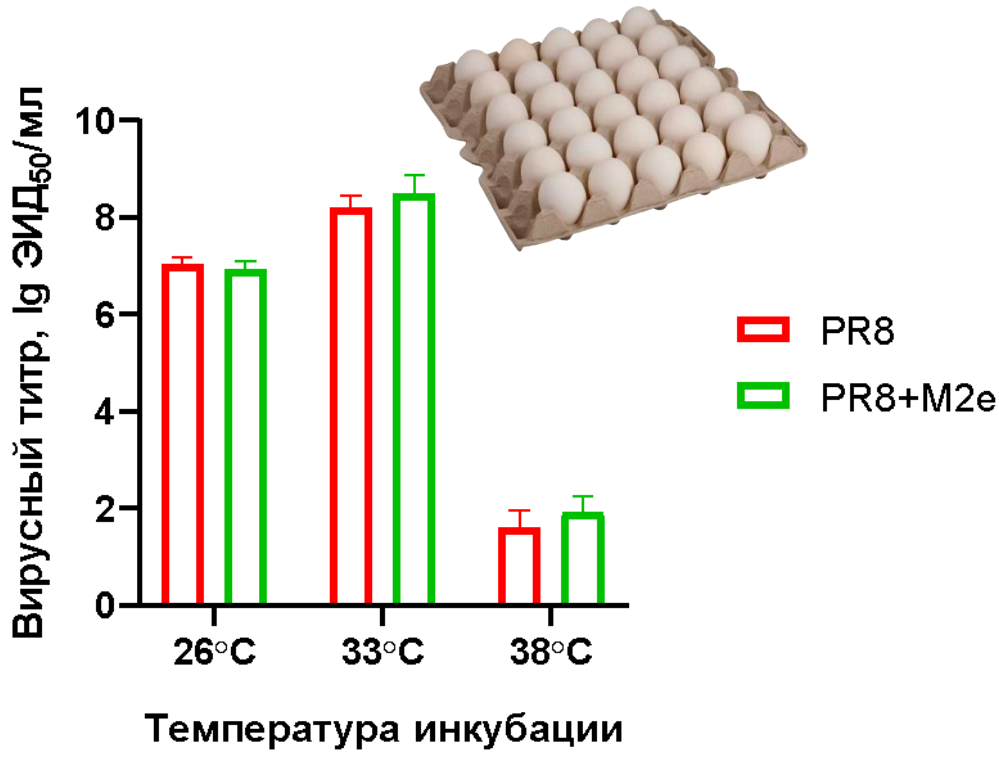 Вирусный титр, lg ЭИД50/мл
10
8
6
4
2
0
26°C
33°C
38°C
Температура инкубации
PR8
PR8+M2e